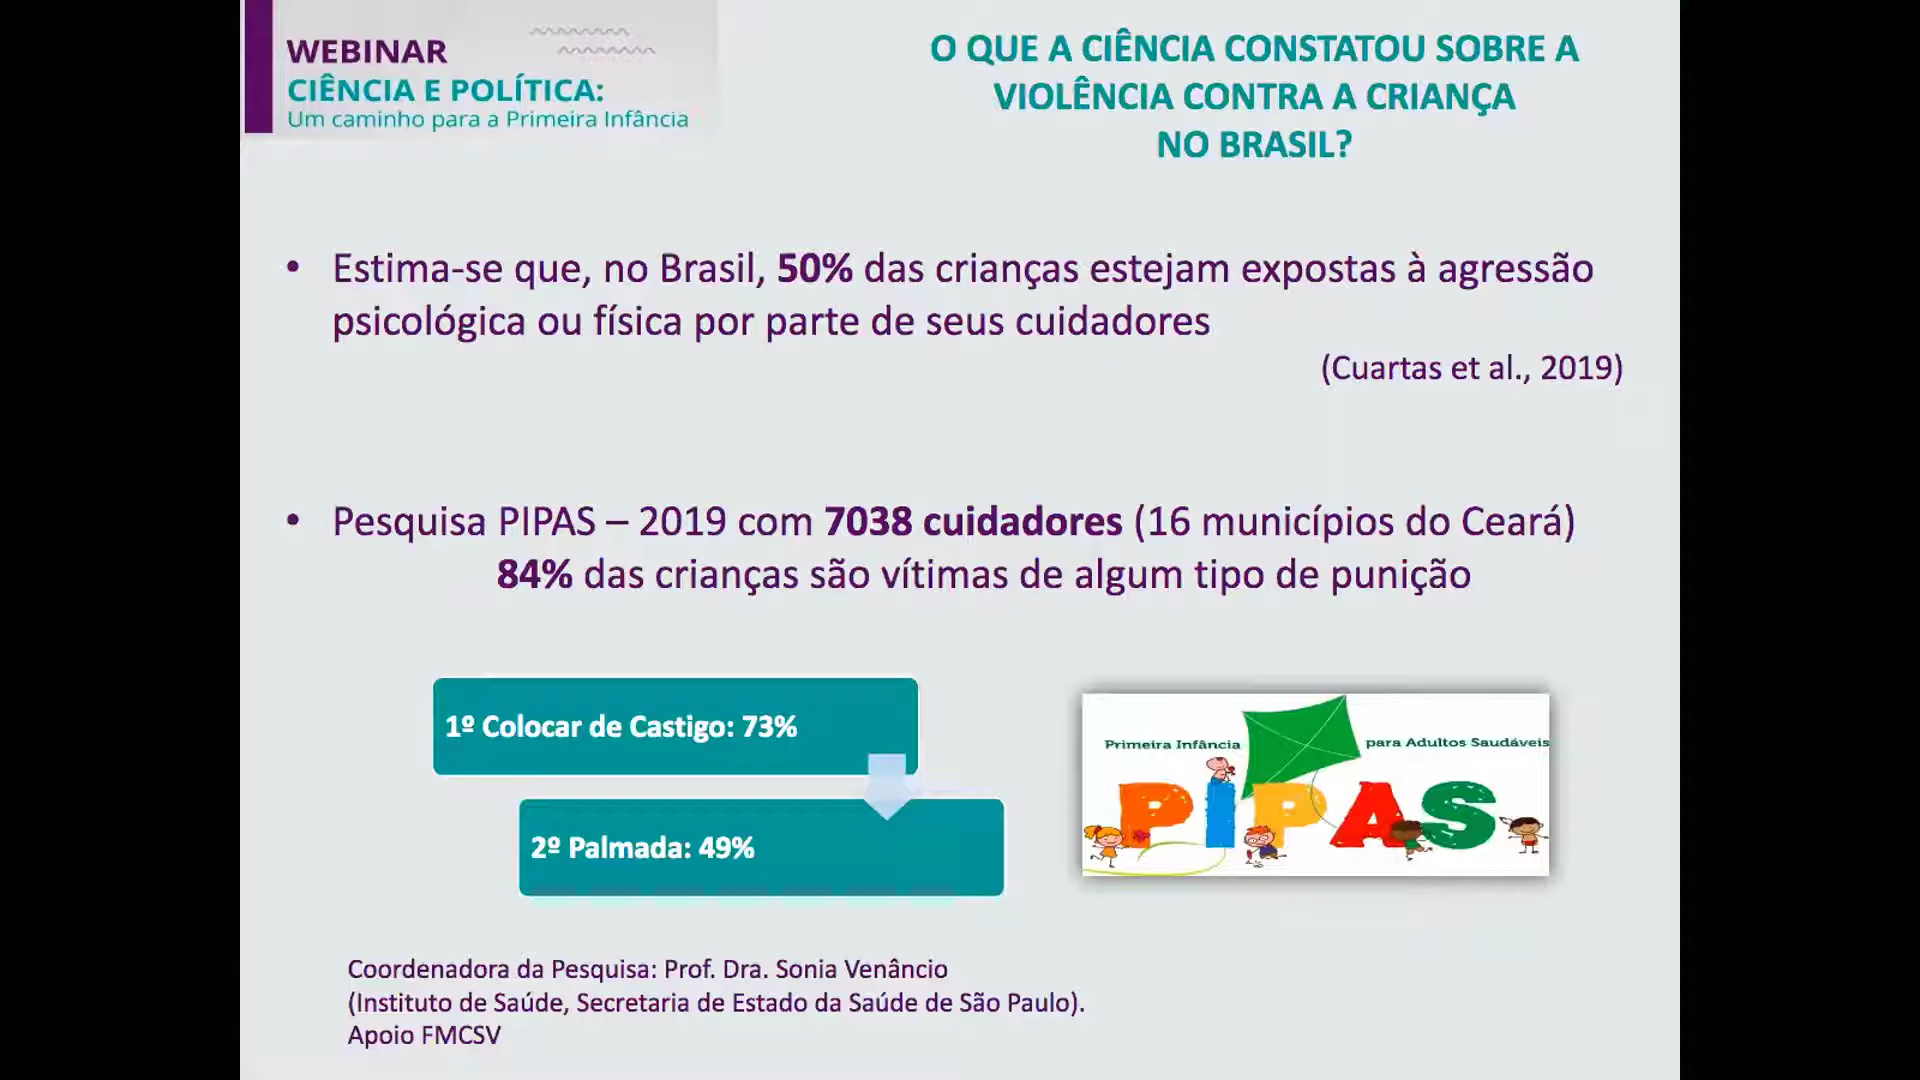 WEBINAR
CIÊNCIA E POLÍTICA:
Um caminho para a Primeira Infância
O QUE A CIÊNCIA CONSTATOU SOBRE A
VIOLÊNCIA CONTRA A CRIANÇA
NO BRASIL?
• Estima-se que, no Brasil, 50% das crianças estejam expostas à agressão
psicológica ou física por parte de seus cuidadores
(Cuartas et al., 2019)
• Pesquisa PIPAS – 2019 com 7038 cuidadores (16 municípios do Ceará)
84% das crianças são vítimas de algum tipo de punição
1º Colocar de Castigo: 73%
2º Palmada: 49%
Primeira Infância para Adultos Saudáveis
PIPAS
Coordenadora da Pesquisa: Prof. Dra. Sonia Venâncio
(Instituto de Saúde, Secretaria de Estado da Saúde de São Paulo).
Apoio FMCSV